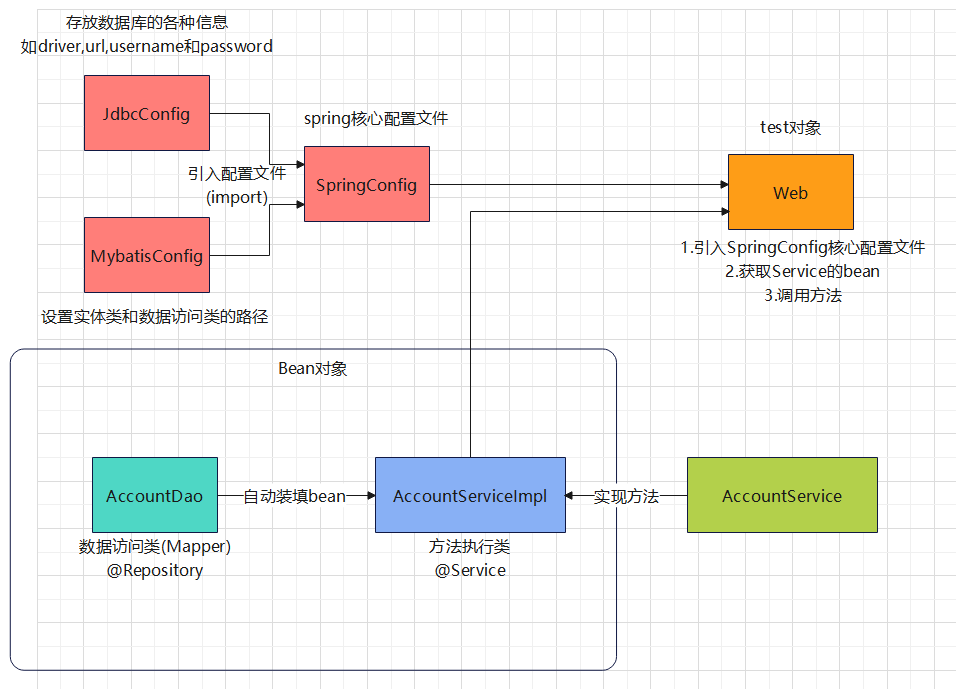 存放数据库的各种信息
如driver,url,username和password
JdbcConfig
spring核心配置文件
test对象
引入配置文件
(import)
SpringConfig
Web
MybatisConfig
1.引入SpringConfig核心配置文件
2.获取Service的bean
3.调用方法
设置实体类和数据访问类的路径
Bean对象
AccountDao
自动装填bean
AccountServiceImpl
实现方法
AccountService
数据访问类(Mapper)
@Repository
方法执行类
@Service